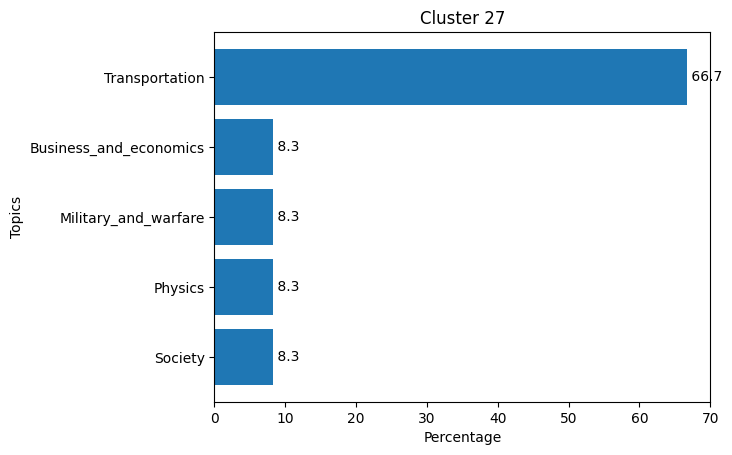 Cluster 27
Topics
Transportation
66.7
Business_and_economics
8.3
Military_and_warfare
8.3
Physics
8.3
Society
8.3
0 10 20 30 40 50 60 70
Percentage